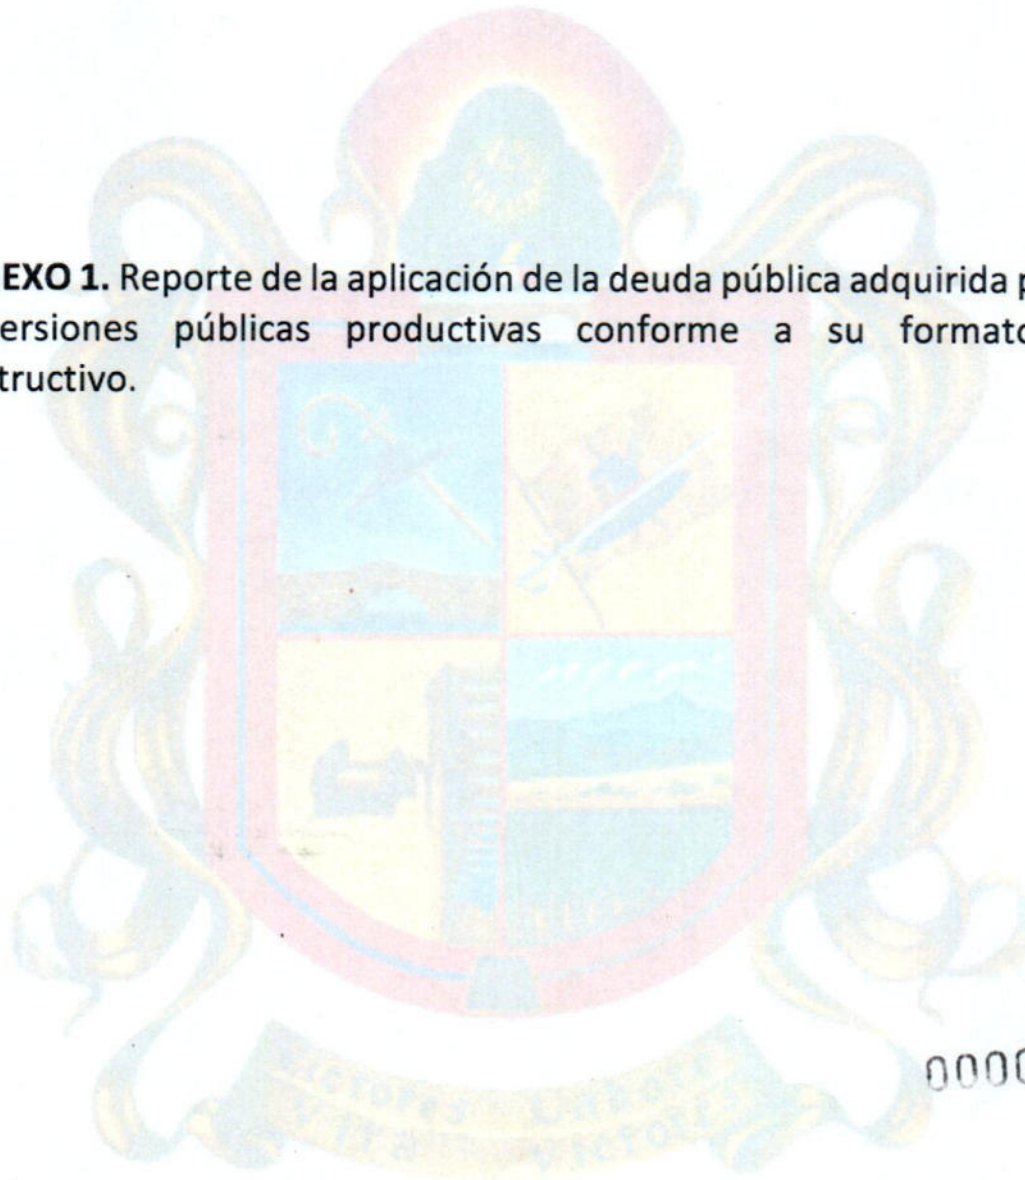 EXO 1. Reporte de la aplicación de la deuda pública adquirida p
ersiones públicas productivas conforme a su formato
tructivo.
000